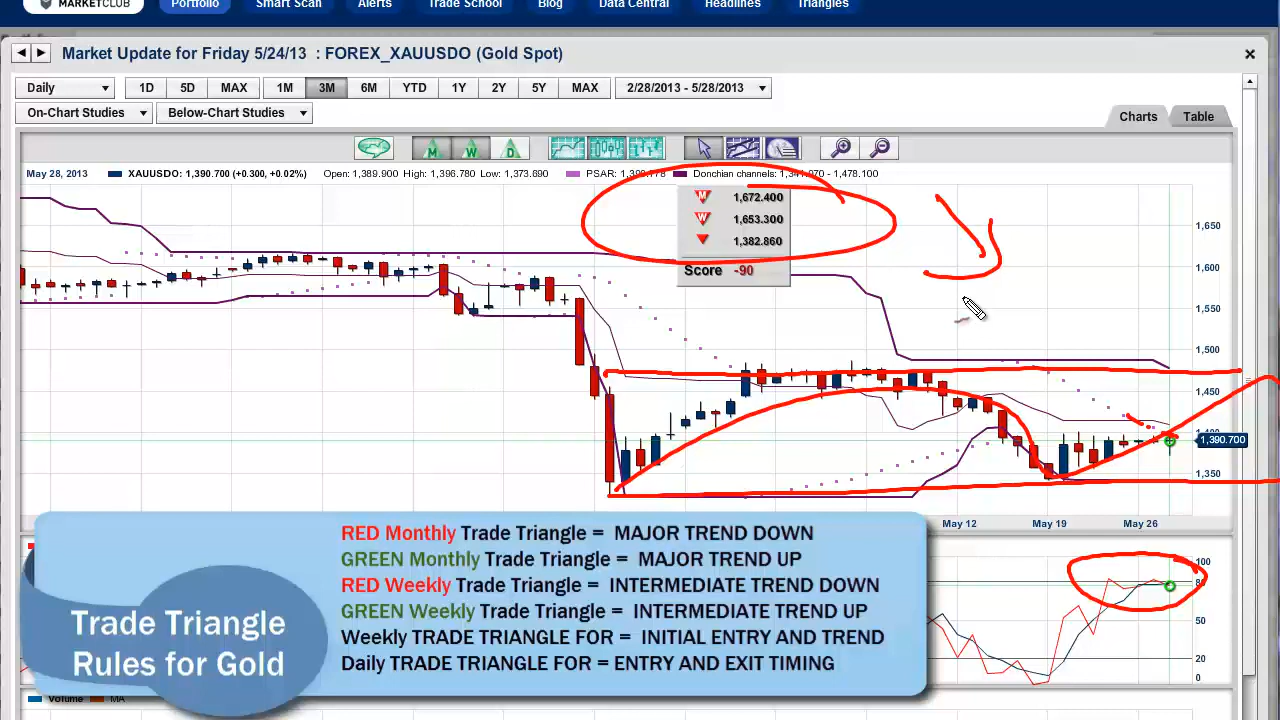 MARKETCLUB Portfolio Smart Scan Alerts Trade School Blog Data Central Headlines Triangles
Market Update for Friday 5/24/13 : FOREX_XAUUSDO (Gold Spot)
Daily 1D 5D MAX 1M 3M 6M YTD 1Y 2Y 5Y MAX 2/28/2013 - 5/28/2013
On-Chart Studies Below-Chart Studies Charts Table
M W D
May 28, 2013 XAUUSDO: 1,390.700 (+0.300, +0.02%) Open: 1,389.900 High: 1,396.780 Low: 1,373.690 PSAR: Donchian channels: - 1,478.100
M 1,672.400
W 1,653.300
1,382.860
Score -90
1,650
1,600
1,550
1,500
1,450
1,390.700
1,350
May 12 May 19 May 26
RED Monthly Trade Triangle = MAJOR TREND DOWN
GREEN Monthly Trade Triangle = MAJOR TREND UP
RED Weekly Trade Triangle = INTERMEDIATE TREND DOWN
GREEN Weekly Trade Triangle = INTERMEDIATE TREND UP
Weekly TRADE TRIANGLE FOR = INITIAL ENTRY AND TREND
Daily TRADE TRIANGLE FOR = ENTRY AND EXIT TIMING
Trade Triangle
Rules for Gold
100
50
20
0
Volume MA